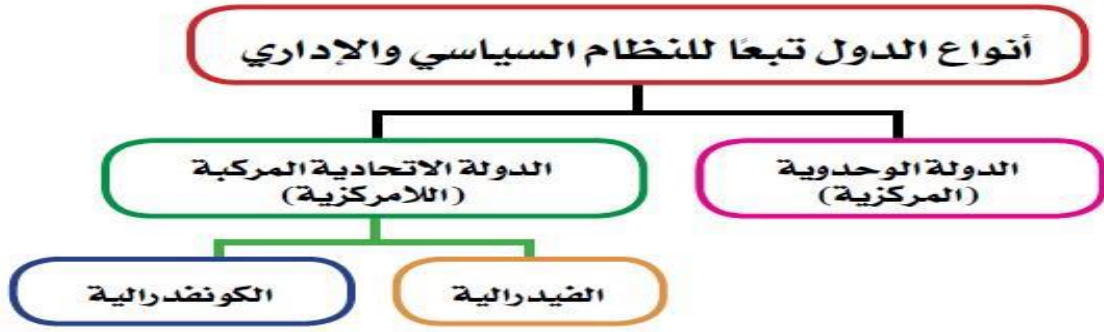 أنواع الدول تبعًا للنظام السياسي والإداري
الدولة الوحدوية
(المركزية)
الدولة الاتحادية المركبة
(اللامركزية)
الفيدرالية
الكونفدرالية